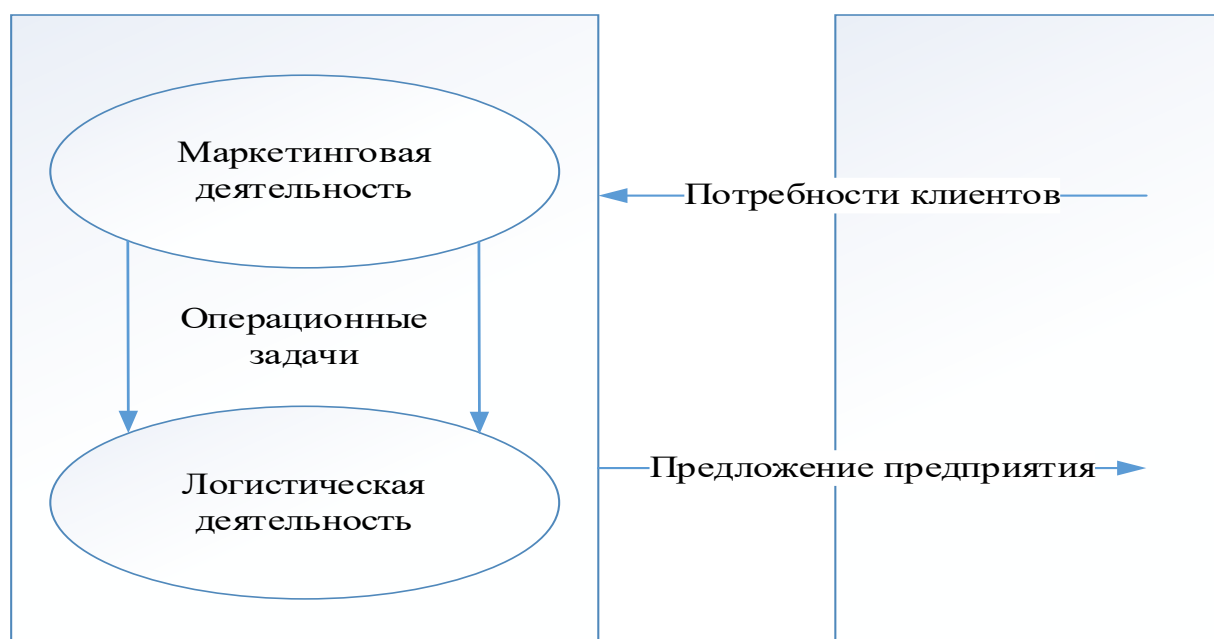 Маркетинговая
деятельность
Потребности клиентов
Операционные
задачи
Предложение предприятия
Логистическая
деятельность